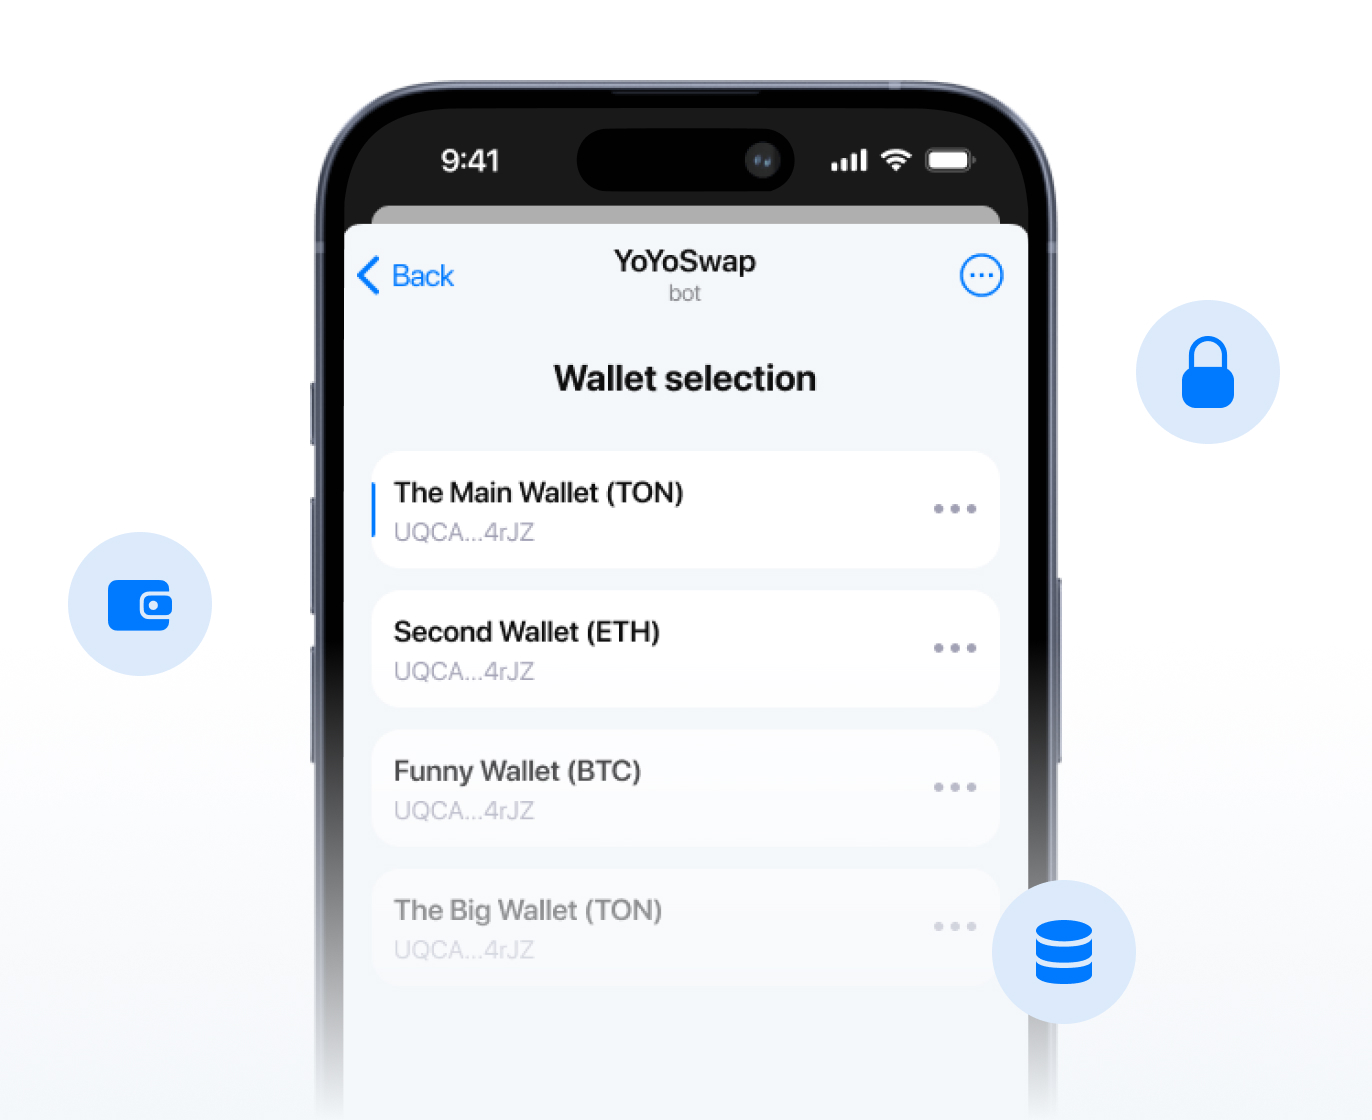 9:41
Back
YoYoSwap
bot
Wallet selection
The Main Wallet (TON)
UQCA...4rJZ
Second Wallet (ETH)
UQCA...4rJZ
Funny Wallet (BTC)
UQCA...4rJZ
The Big Wallet (TON)
UQCA...4rJZ